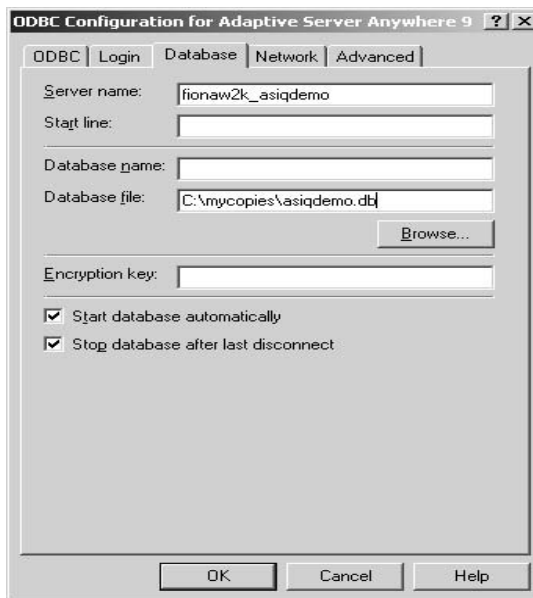 ODBC Configuration for Adaptive Server Anywhere 9 ? X
ODBC Login Database Network Advanced
Server name: fionaw2k_asiqdemo
Start line:
Database name:
Database file: C:\mycopies\asiqdemo.db
Browse...
Encryption key:
Start database automatically
Stop database after last disconnect
OK Cancel Help